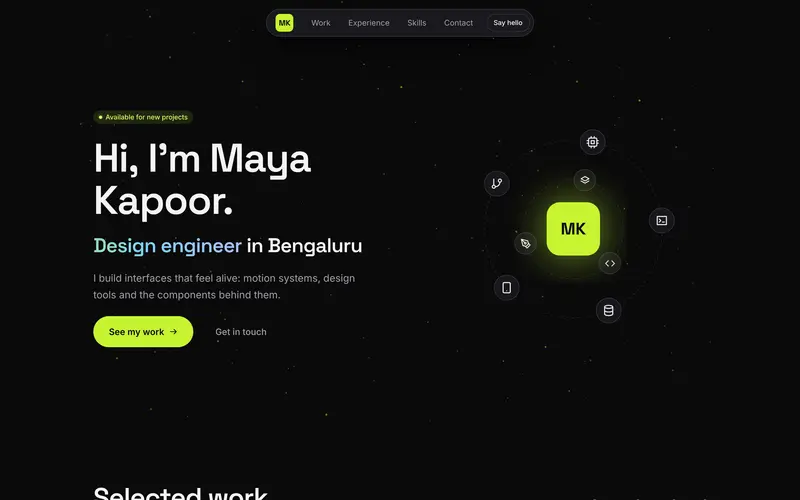 MK Work Experience Skills Contact Say hello
Available for new projects
Hi, I'm Maya
Kapoor.
Design engineer in Bengaluru
I build interfaces that feel alive: motion systems, design
tools and the components behind them.
See my work → Get in touch
MK
Selected work